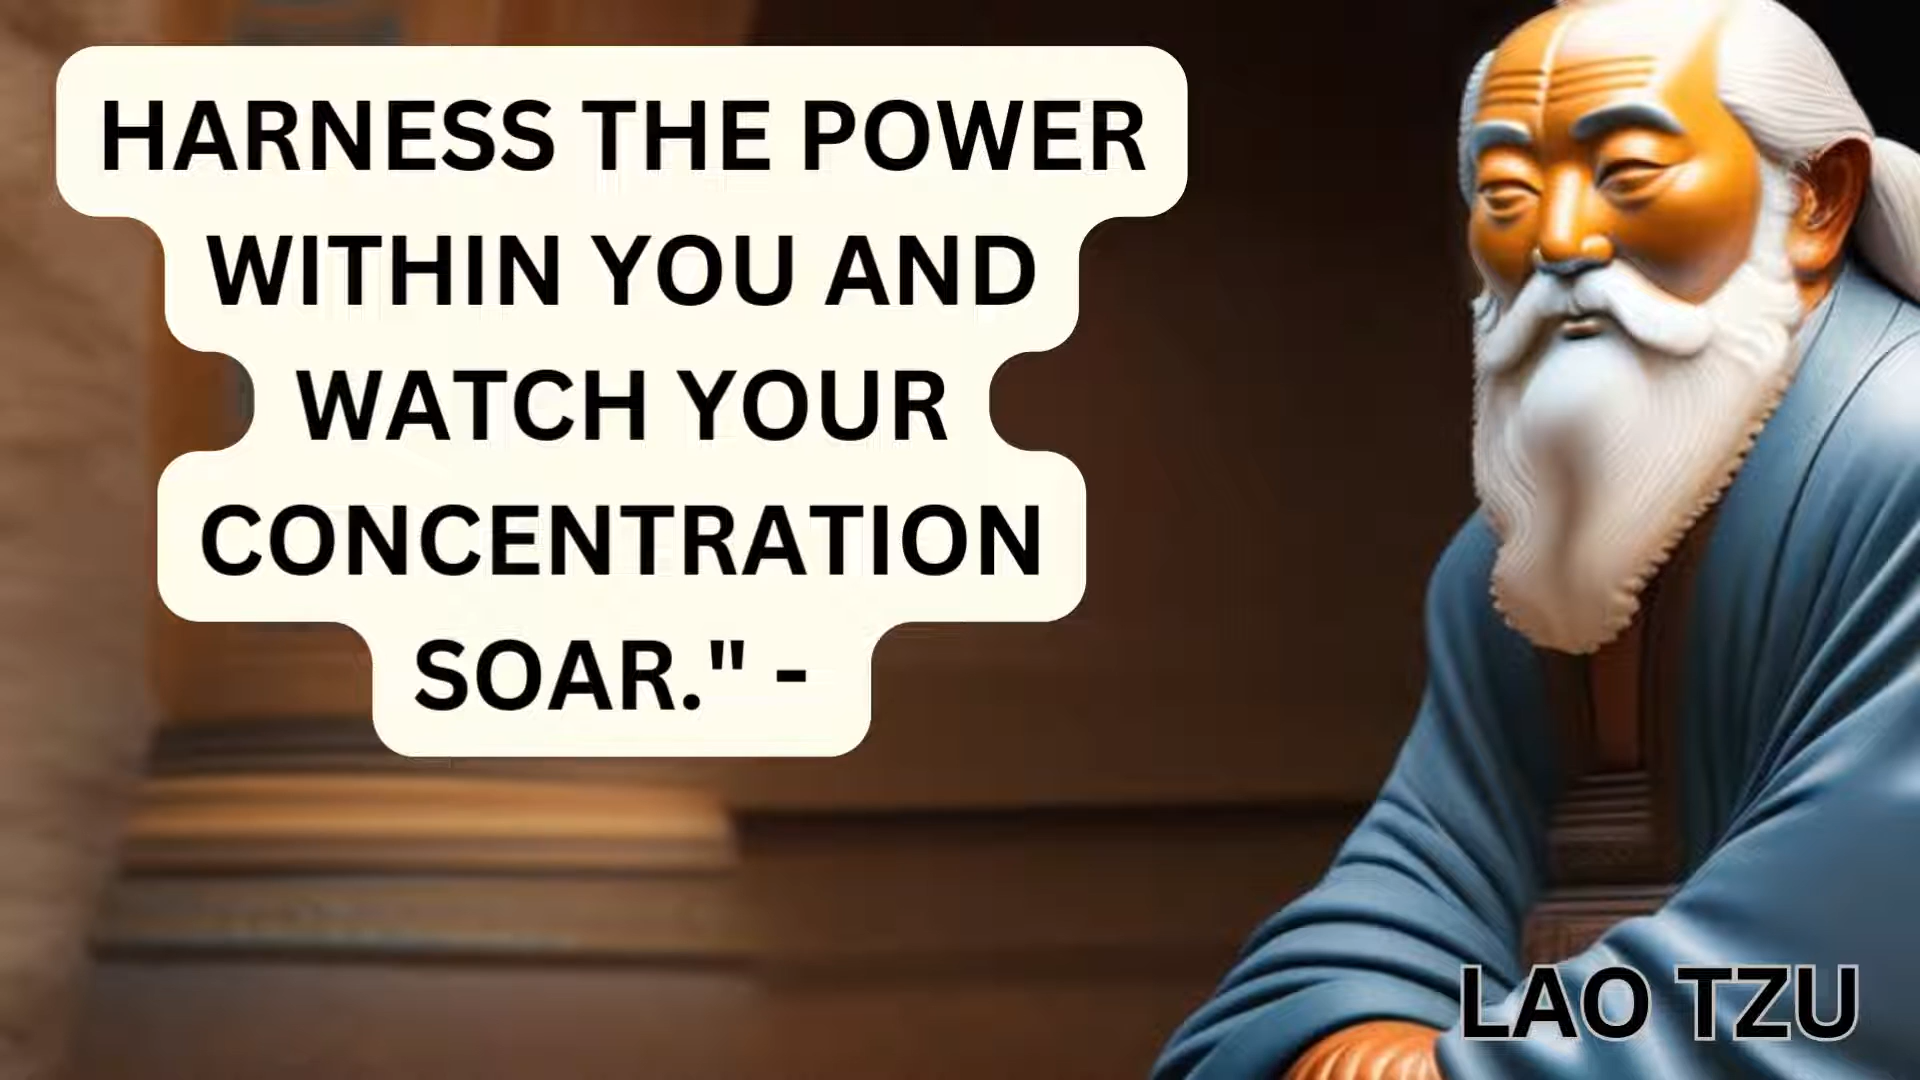 HARNESS THE POWER
WITHIN YOU AND
WATCH YOUR
CONCENTRATION
SOAR." -
LAO TZU